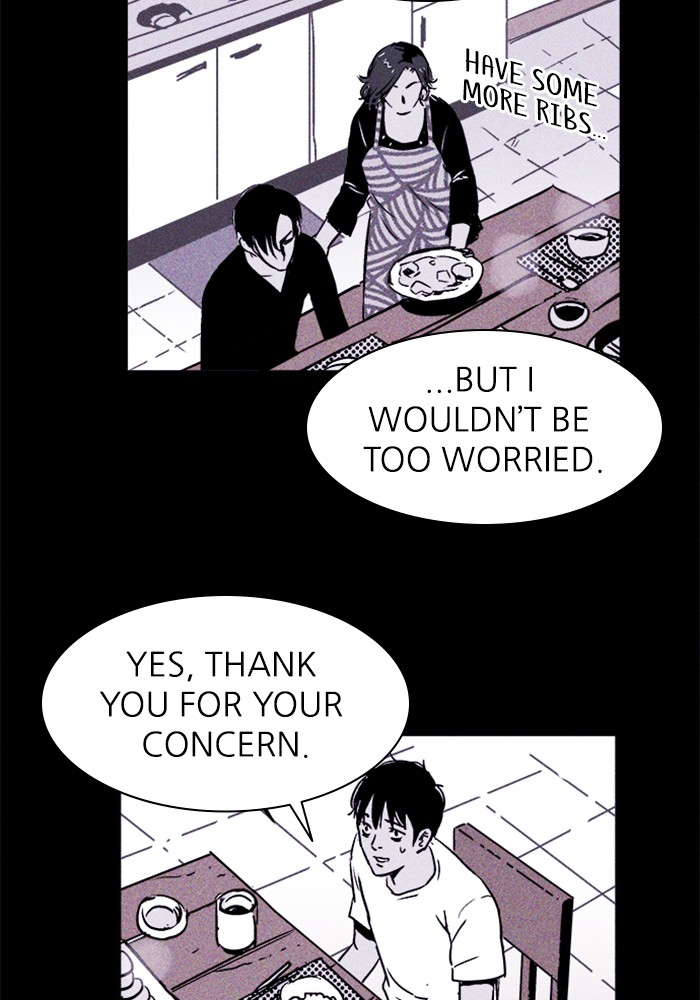 HAVE SOME
MORE RIBS...
...BUT I
WOULDN'T BE
TOO WORRIED.
YES, THANK
YOU FOR YOUR
CONCERN.